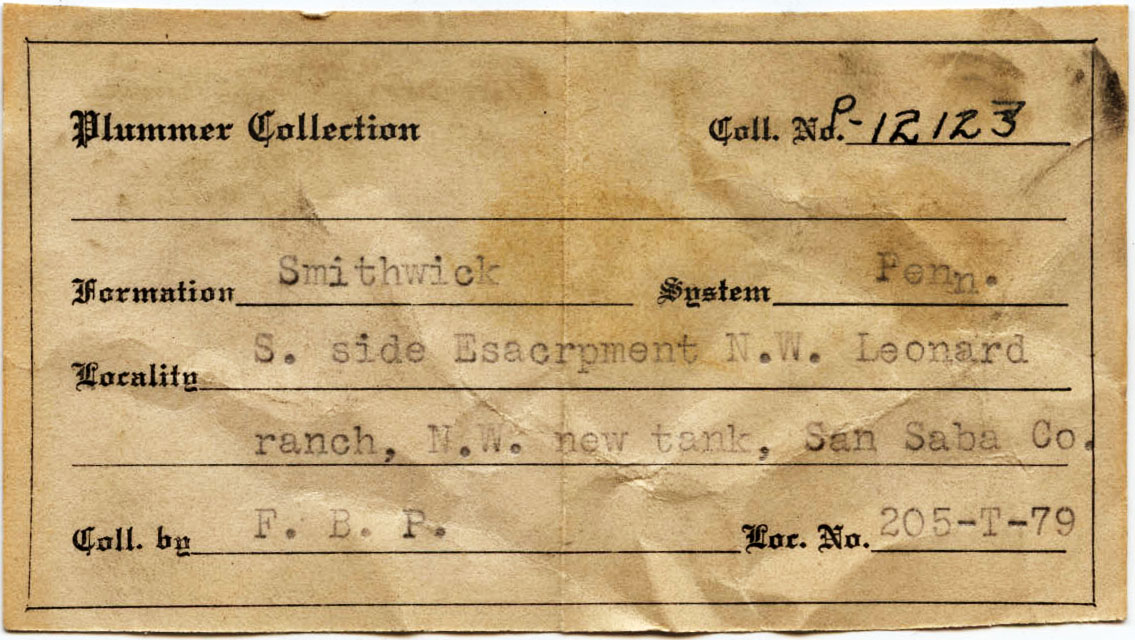 Plummer Collection Coll. No. P-12123
Formation Smithwick System Penn.
Locality S. side Esacrpment N.W. Leonard
ranch, N.W. new tank, San Saba Co.
Coll. by F. B. P. Loc. No. 205-T-79